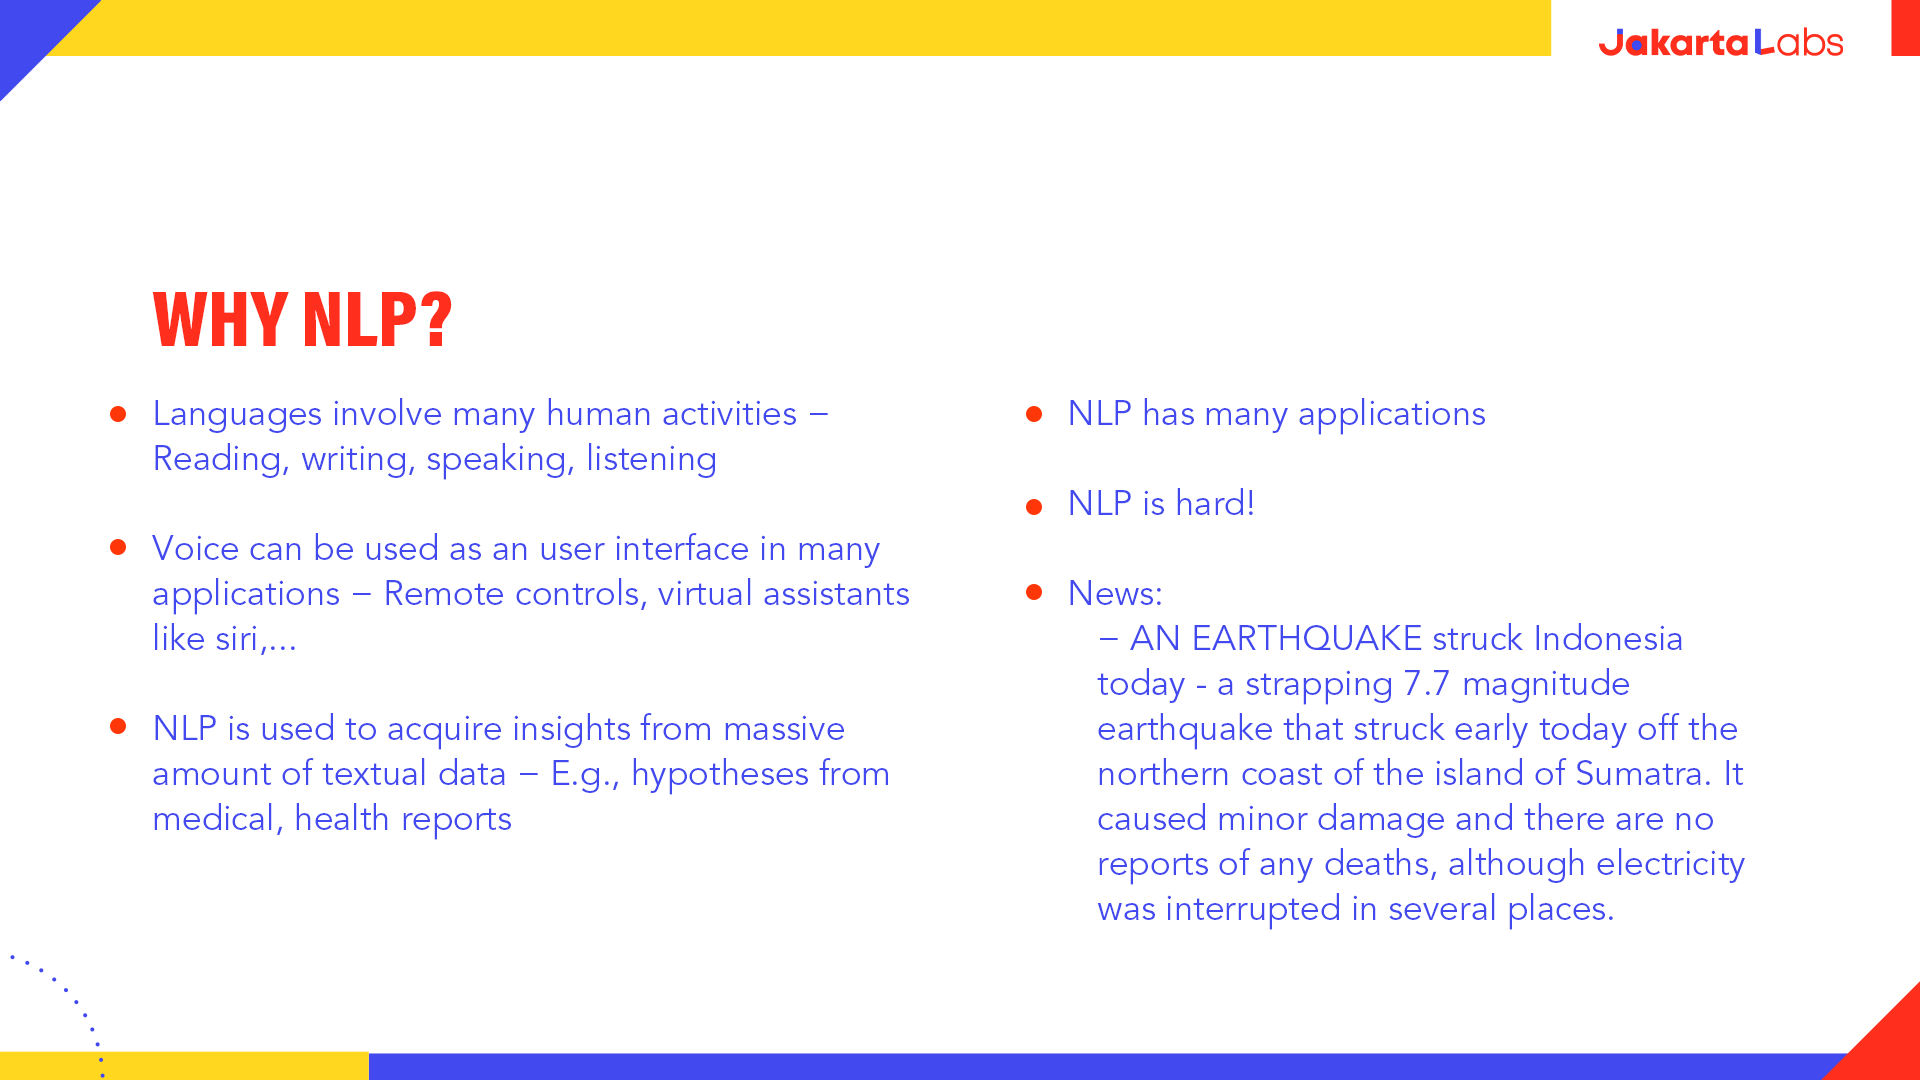 JakartaLabs
WHY NLP?
Languages involve many human activities −
Reading, writing, speaking, listening
Voice can be used as an user interface in many
applications − Remote controls, virtual assistants
like siri,...
NLP is used to acquire insights from massive
amount of textual data − E.g., hypotheses from
medical, health reports
NLP has many applications
NLP is hard!
News:
− AN EARTHQUAKE struck Indonesia
today - a strapping 7.7 magnitude
earthquake that struck early today off the
northern coast of the island of Sumatra. It
caused minor damage and there are no
reports of any deaths, although electricity
was interrupted in several places.